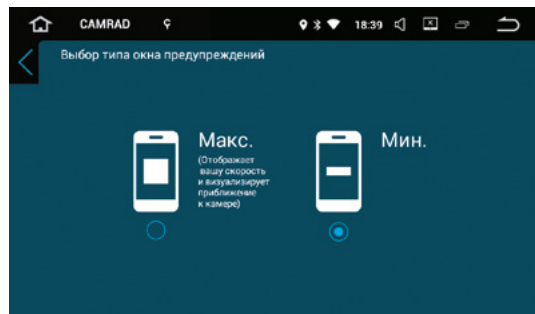 CAMRAD
18:39
Выбор типа окна предупреждений
Макс.
(Отображает
вашу скорость
и визуализирует
приближение
к камере)
Мин.